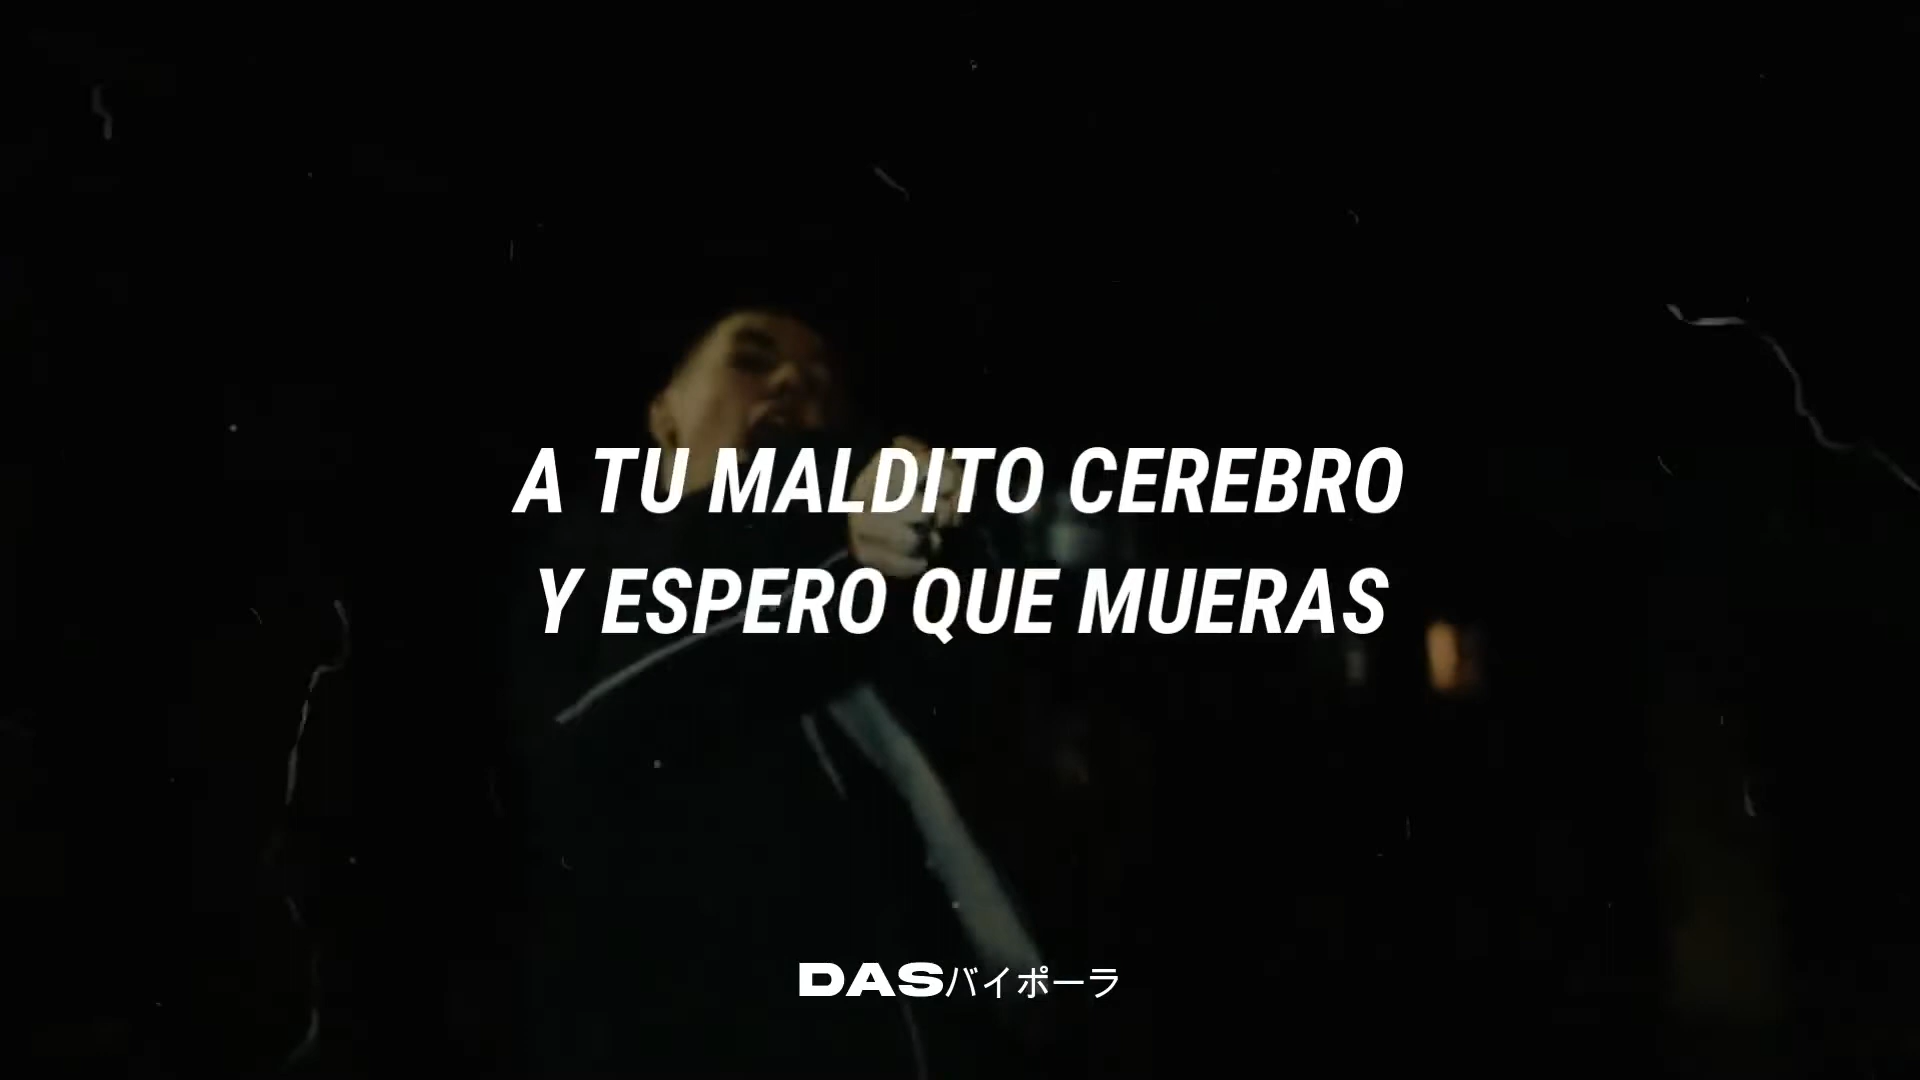 A TU MALDITO CEREBRO
Y ESPERO QUE MUERAS
DASバイポーラ